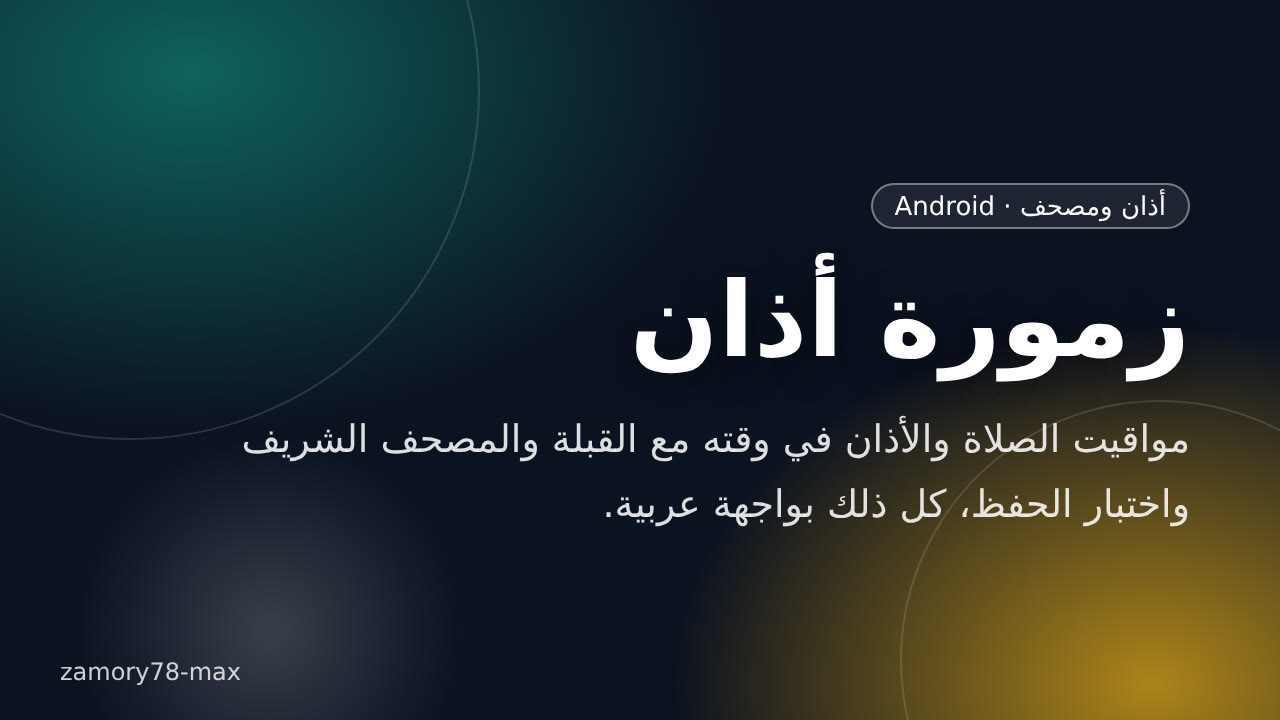 أذان ومصحف · Android
زمورة أذان
مواقيت الصلاة والأذان في وقته مع القبلة والمصحف الشريف
واختبار الحفظ، كل ذلك بواجهة عربية.
zamory78-max